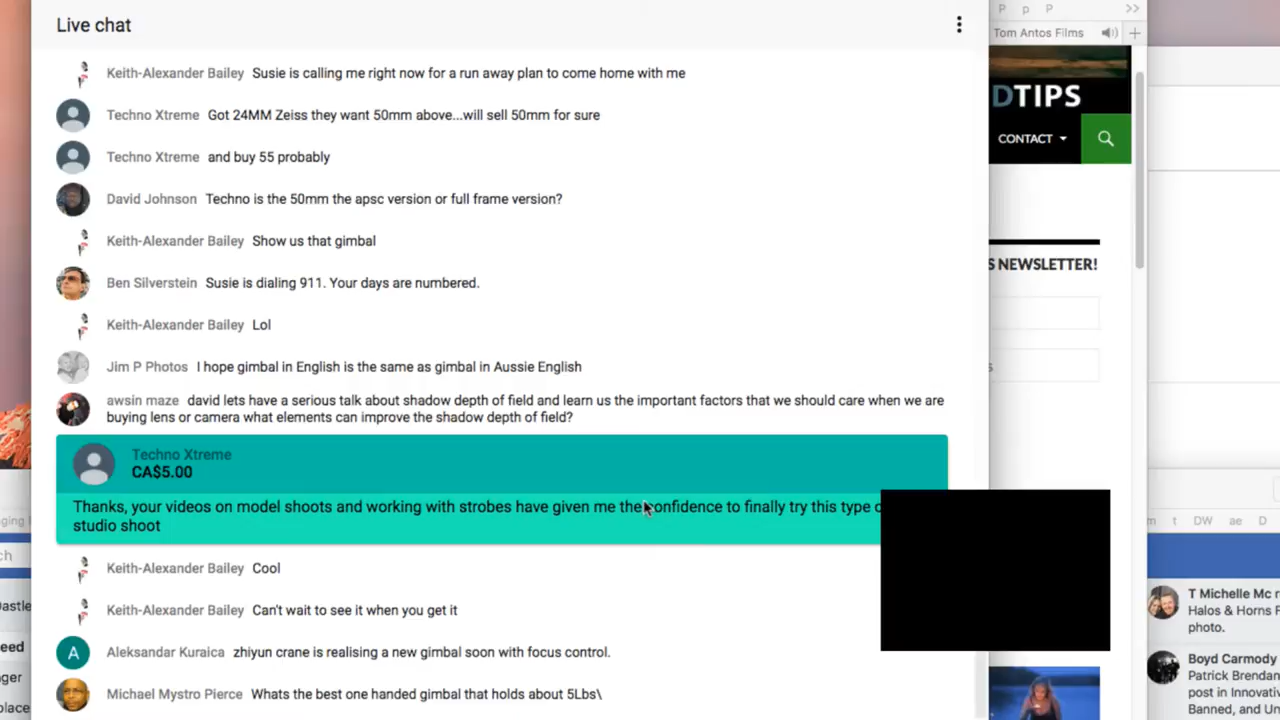 Live chat
Keith-Alexander Bailey Susie is calling me right now for a run away plan to come home with me
Techno Xtreme Got 24MM Zeiss they want 50mm above...will sell 50mm for sure
Techno Xtreme and buy 55 probably
David Johnson Techno is the 50mm the apsc version or full frame version?
Keith-Alexander Bailey Show us that gimbal
Ben Silverstein Susie is dialing 911. Your days are numbered.
Keith-Alexander Bailey Lol
Jim P Photos I hope gimbal in English is the same as gimbal in Aussie English
awsin maze david lets have a serious talk about shadow depth of field and learn us the important factors that we should care when we are
buying lens or camera what elements can improve the shadow depth of field?
Techno Xtreme
CA$5.00
Thanks, your videos on model shoots and working with strobes have given me the confidence to finally try this type
studio shoot
Keith-Alexander Bailey Cool
Keith-Alexander Bailey Can't wait to see it when you get it
A Aleksandar Kuraica zhiyun crane is realising a new gimbal soon with focus control.
Michael Mystro Pierce Whats the best one handed gimbal that holds about 5Lbs\
P p P >>
Tom Antos Films +
DTIPS
CONTACT
S NEWSLETTER!
s
m t DW ae D
T Michelle Mc
Halos & Horns F
photo.
Boyd Carmody
Patrick Brendan
post in Innovativ
Banned, and Un